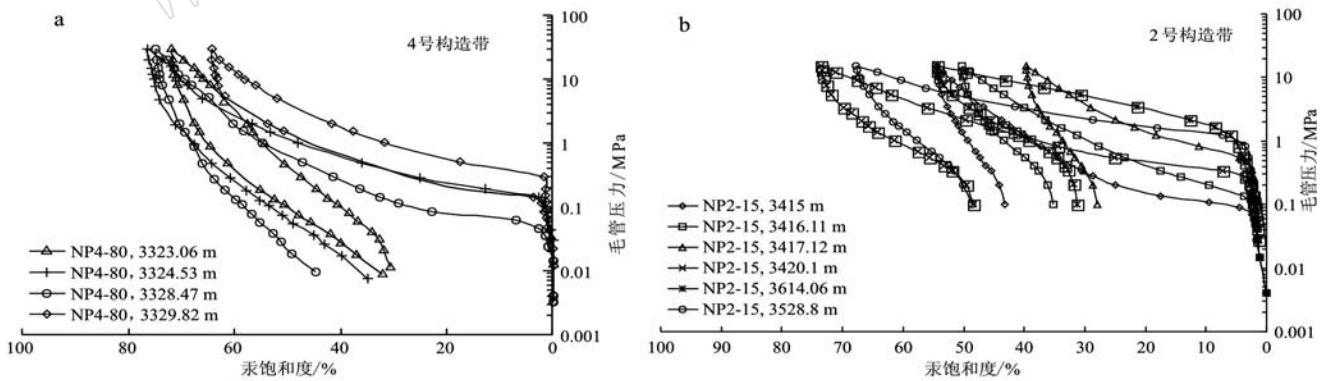 a
4号构造带
100
10
1
0.1
0.01
0.001
毛管压力/MPa
NP4-80, 3323.06 m
NP4-80, 3324.53 m
NP4-80, 3328.47 m
NP4-80, 3329.82 m
100 80 60 40 20 0
汞饱和度/%
b
2号构造带
100
10
1
0.1
0.01
0.001
毛管压力/MPa
NP2-15, 3415 m
NP2-15, 3416.11 m
NP2-15, 3417.12 m
NP2-15, 3420.1 m
NP2-15, 3614.06 m
NP2-15, 3528.8 m
100 90 80 70 60 50 40 30 20 10 0
汞饱和度/%